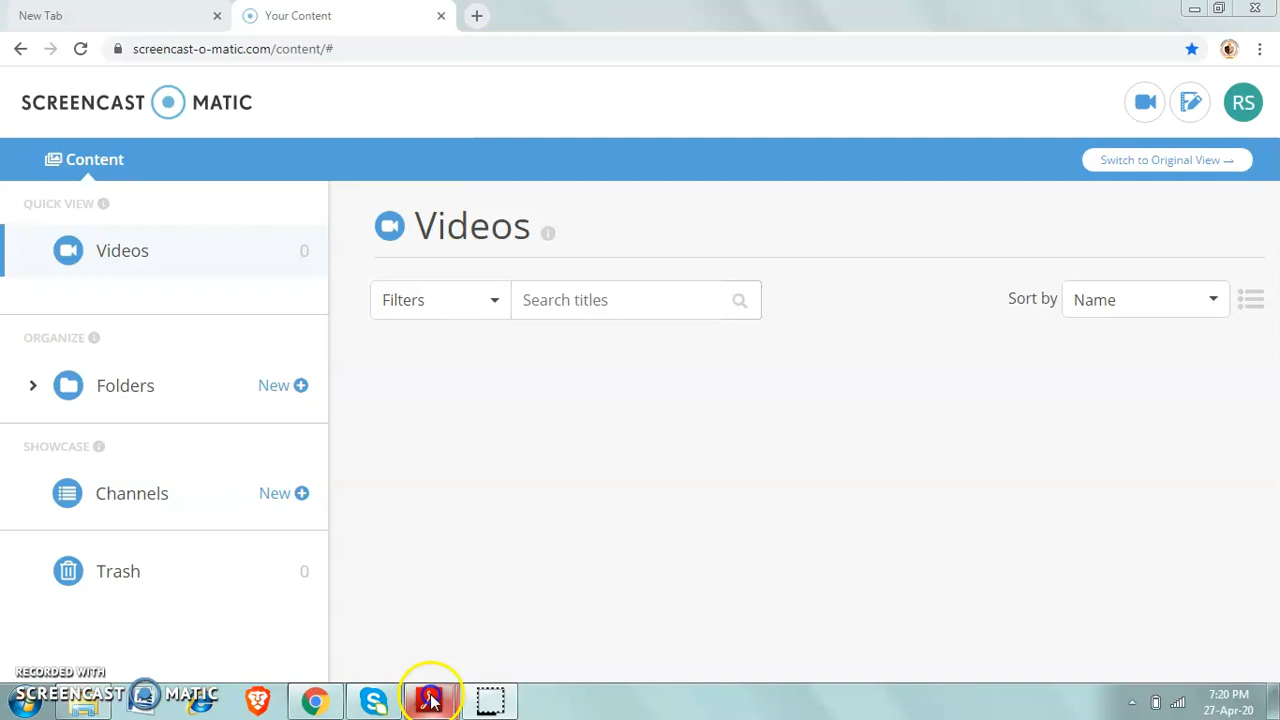 New Tab
Your Content
screencast-o-matic.com/content/#
SCREENCAST MATIC
RS
Content
Switch to Original View →
QUICK VIEW
Videos 0
Videos
Filters
Search titles
Sort by
Name
ORGANIZE
Folders
New
SHOWCASE
Channels
New
Trash 0
RECORDED WITH
SCREENCAST MATIC
7:20 PM
27-Apr-20